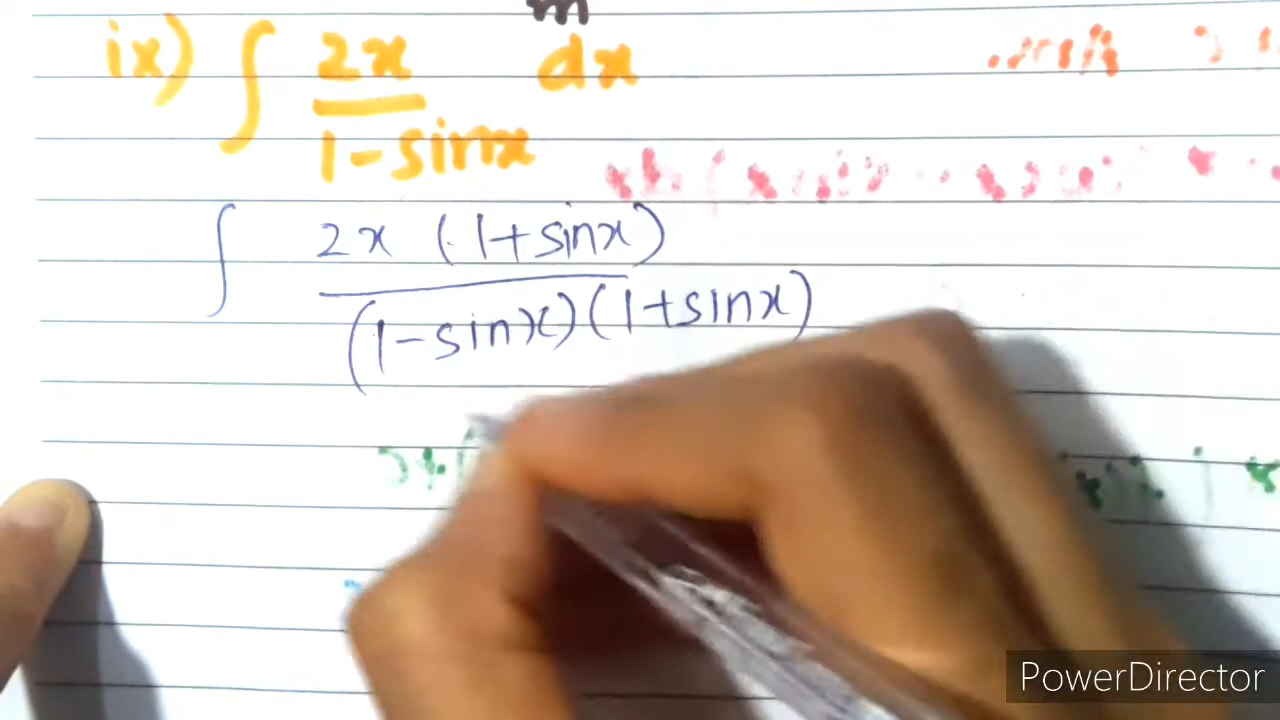 ix) ∫ 2x/1-sinx dx
∫ 2x (1+sinx)/(1-sinx)(1+sinx)
PowerDirector